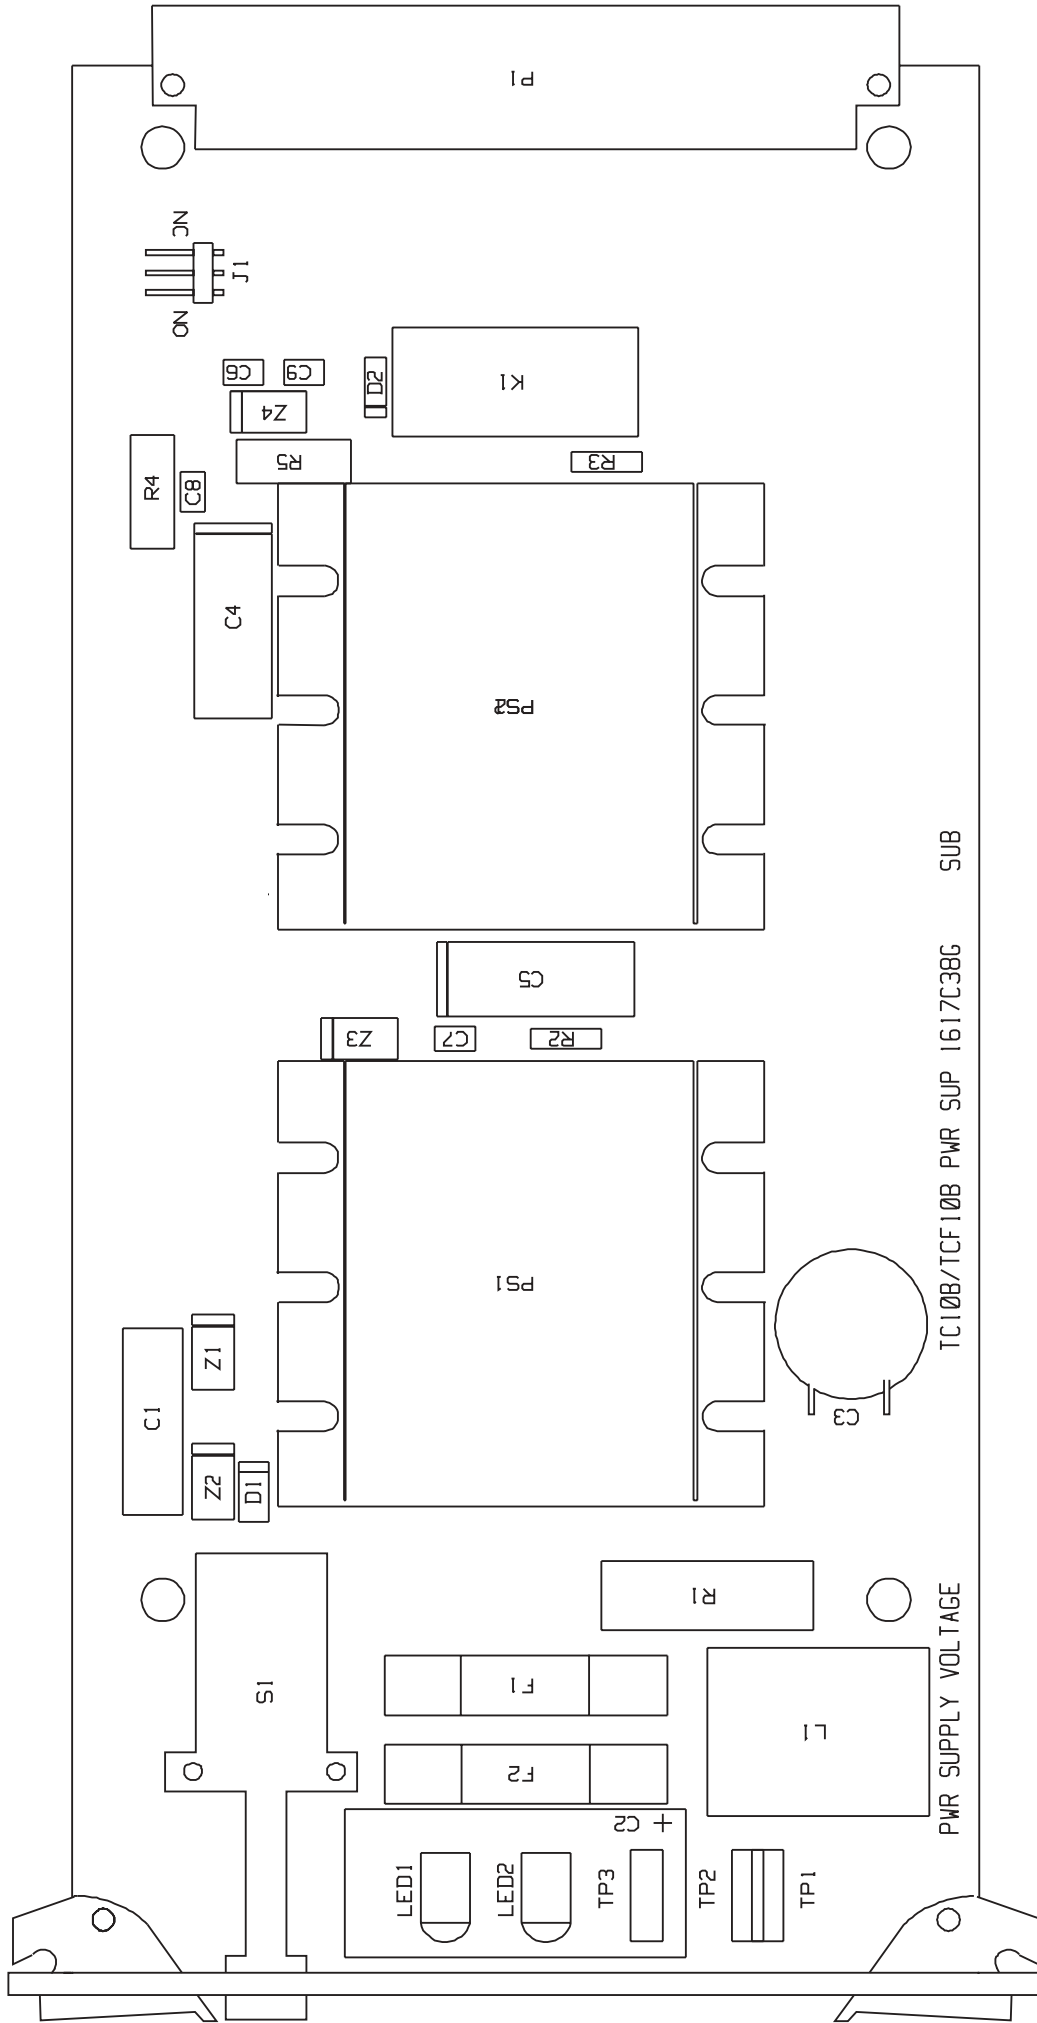 P1
NC
J1
NO
C6
C9
D2
K1
Z4
R5
R3
R4
C8
C4
PS2
SUB
C5
Z3
C7
R2
TC10B/TCF10B PWR SUP 1617C38G
PS1
Z1
C1
C3
Z2
D1
R1
S1
F1
L1
PWR SUPPLY VOLTAGE
F2
C2 +
LED1
LED2
TP3
TP2
TP1